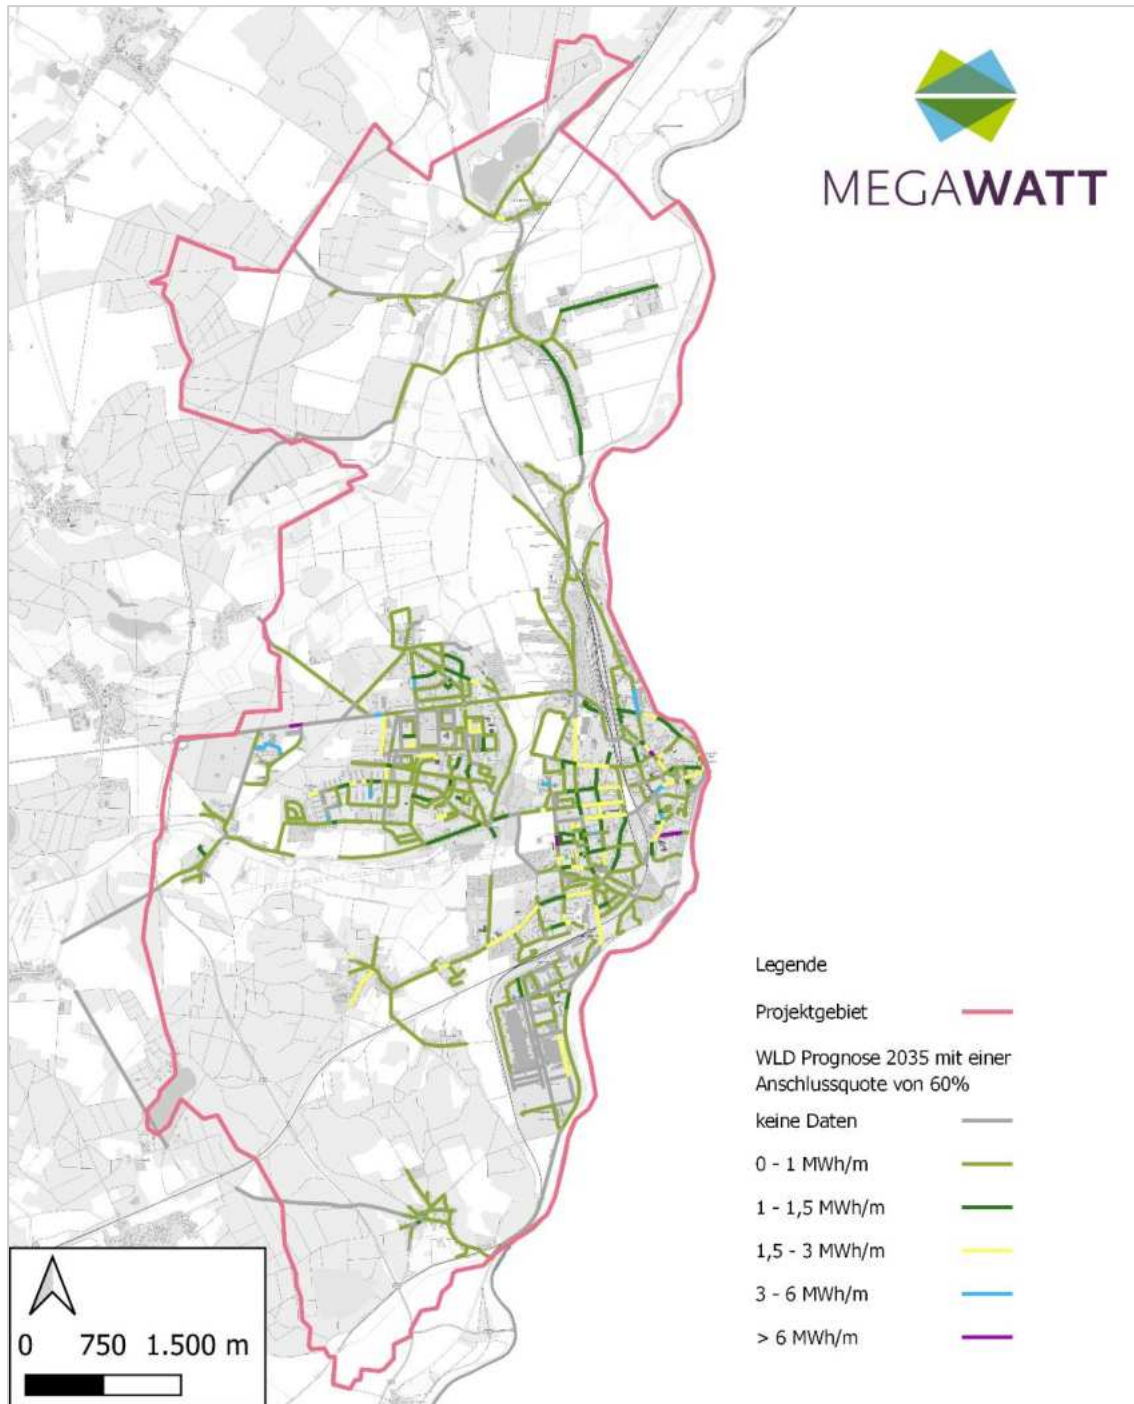 MEGAWATT
Legende
Projektgebiet
WLD Prognose 2035 mit einer
Anschlussquote von 60%
keine Daten
0 - 1 MWh/m
1 - 1,5 MWh/m
1,5 - 3 MWh/m
3 - 6 MWh/m
> 6 MWh/m
0 750 1.500 m